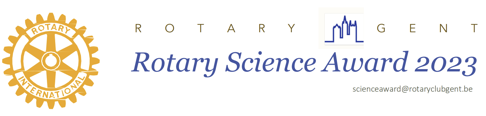 ROTARY
INTERNATIONAL
ROTARY GENT
Rotary Science Award 2023
scienceaward@rotaryclubgent.be